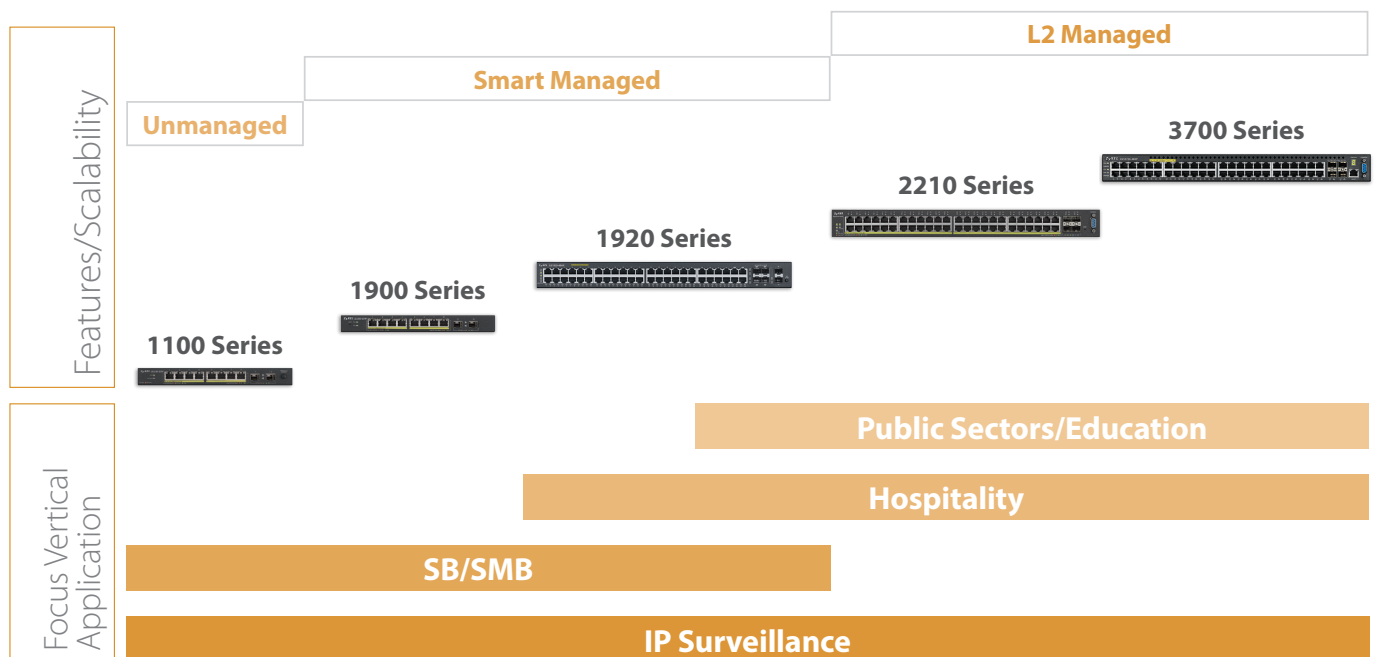 L2 Managed
Smart Managed
Unmanaged
Features/Scalability
3700 Series
2210 Series
1920 Series
1900 Series
1100 Series
Focus Vertical
Application
Public Sectors/Education
Hospitality
SB/SMB
IP Surveillance